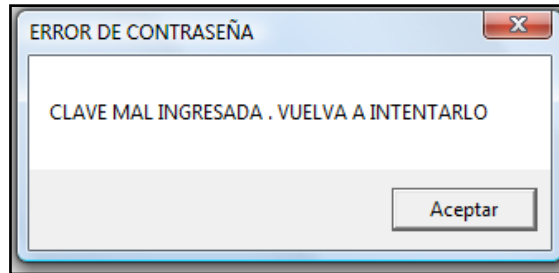 ERROR DE CONTRASEÑA
CLAVE MAL INGRESADA . VUELVA A INTENTARLO
Aceptar